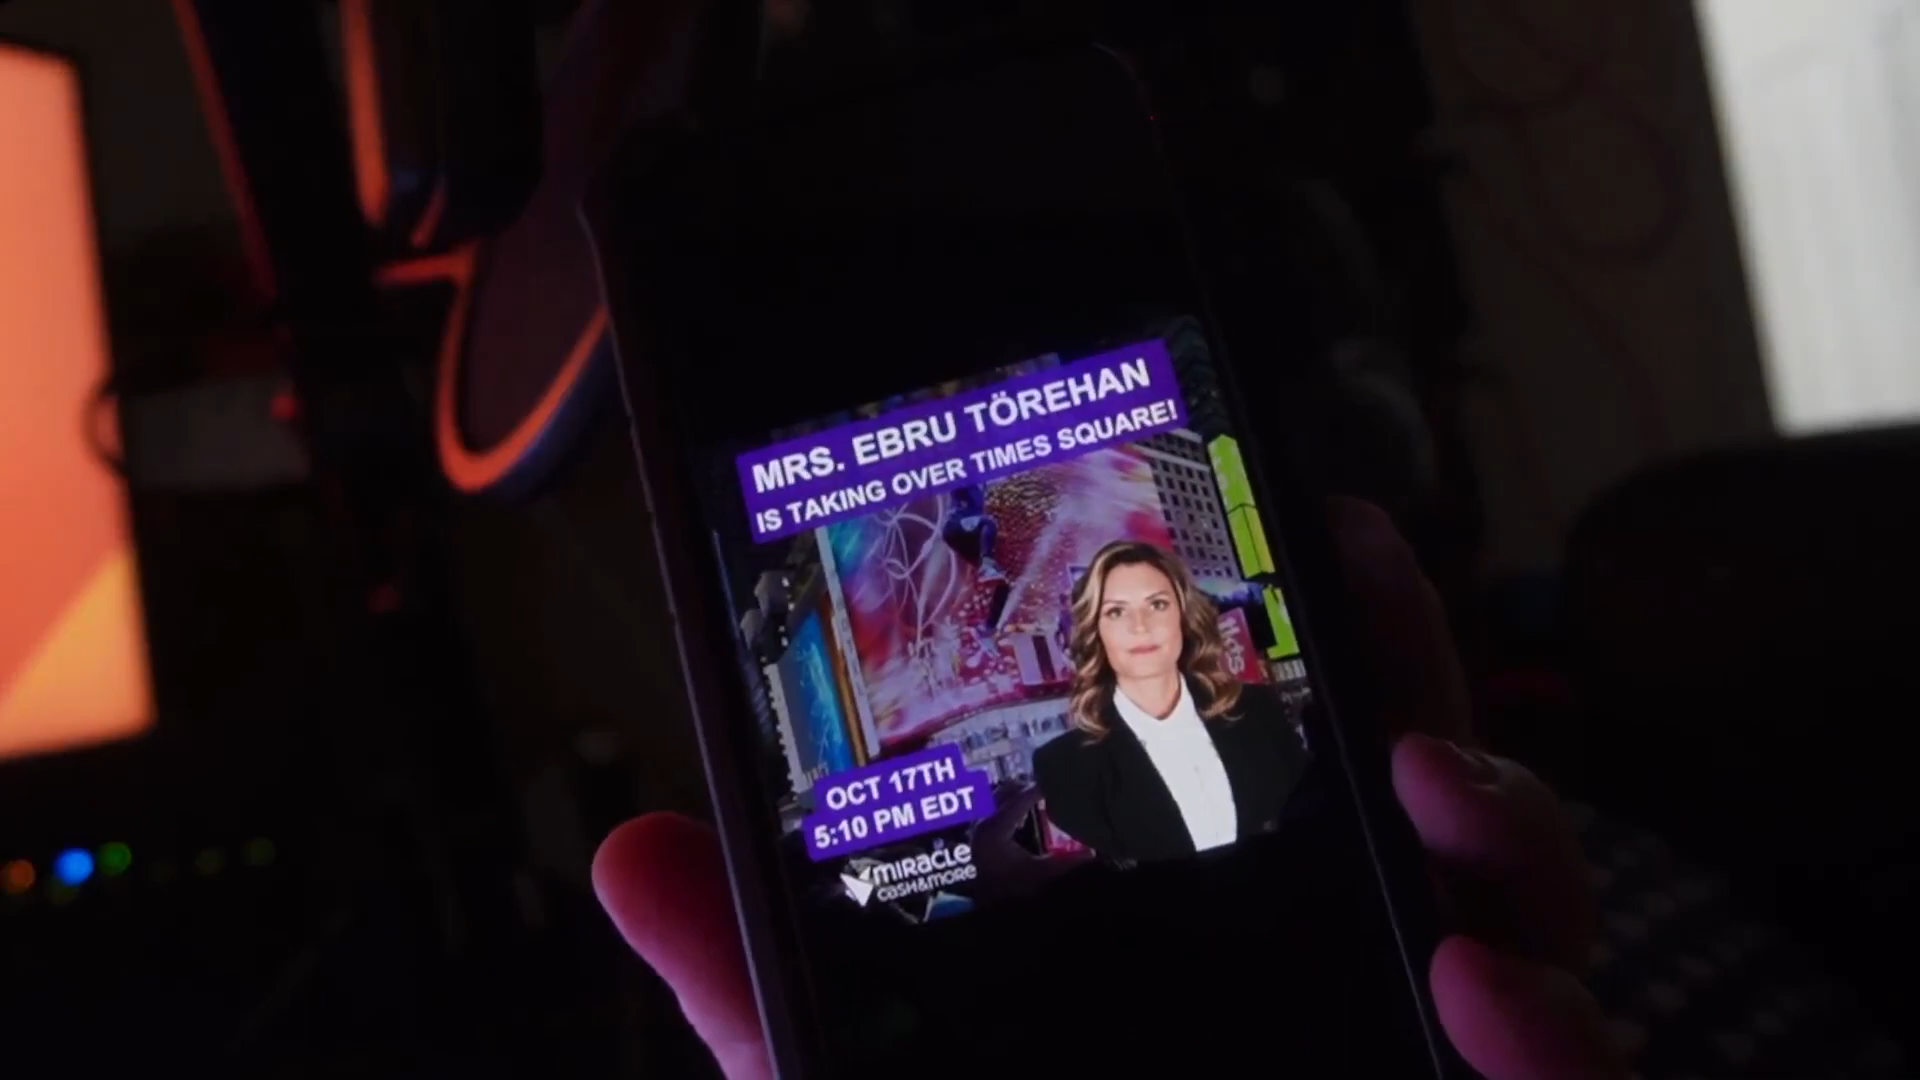 MRS. EBRU TÖREHAN
IS TAKING OVER TIMES SQUARE!
OCT 17TH
5:10 PM EDT
miracle
cash&more